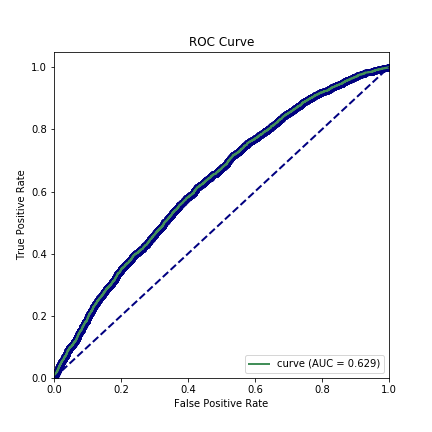 ROC Curve
True Positive Rate
1.0
0.8
0.6
0.4
0.2
0.0
curve (AUC = 0.629)
0.0 0.2 0.4 0.6 0.8 1.0
False Positive Rate